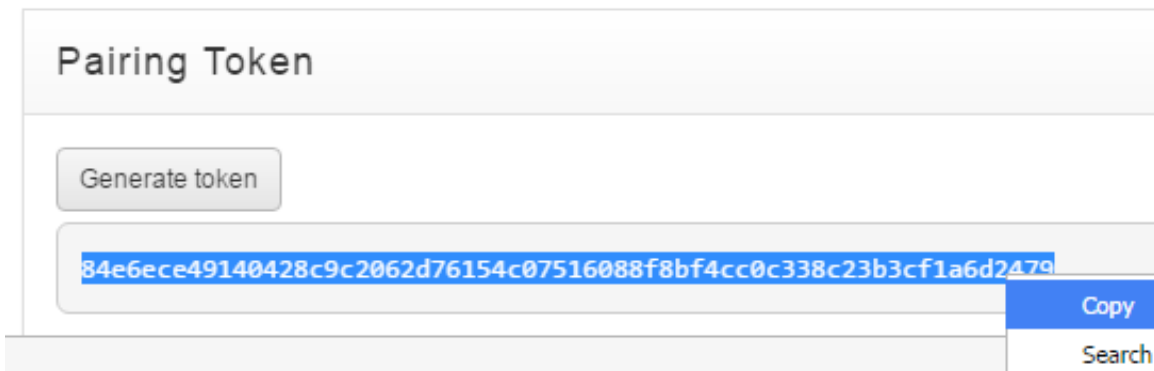 Pairing Token
Generate token
84e6ece49140428c9c2062d76154c07516088f8bf4cc0c338c23b3cf1a6d2479
Copy
Search